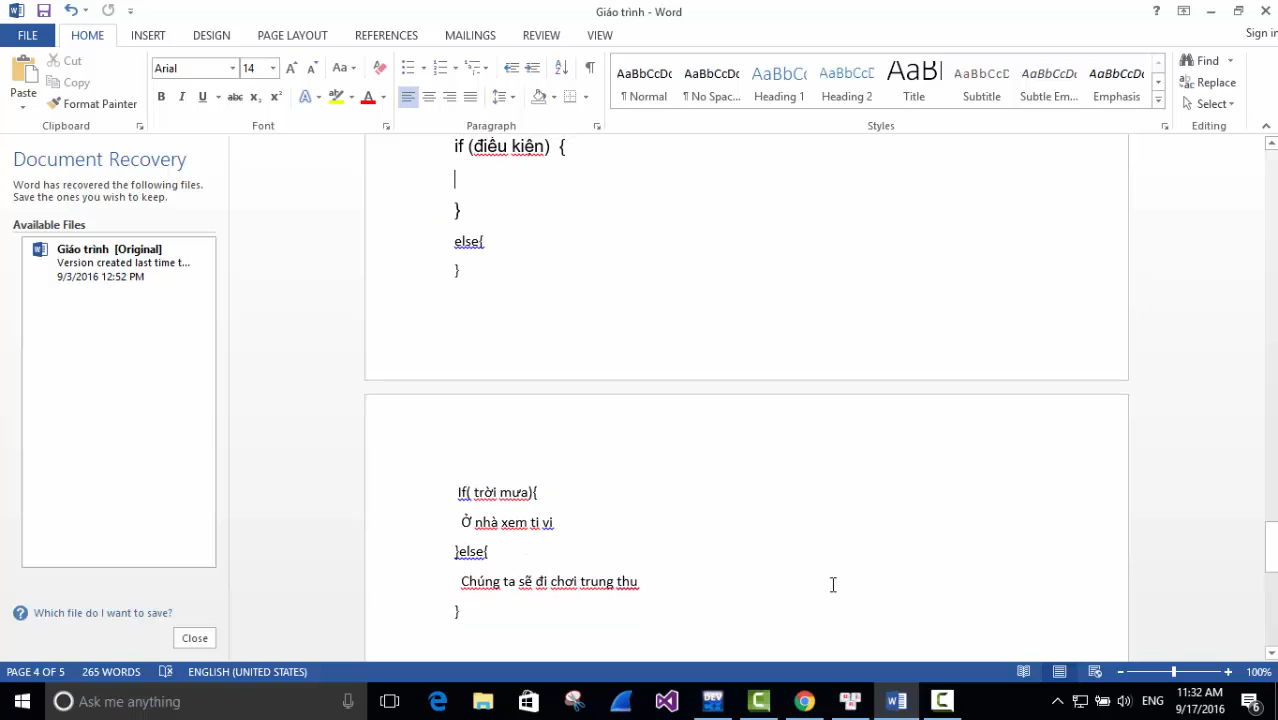 Giáo trình - Word
Sign in
FILE
HOME
INSERT
DESIGN
PAGE LAYOUT
REFERENCES
MAILINGS
REVIEW
VIEW
Paste
Cut
Copy
Format Painter
Clipboard
Arial
14
Font
Paragraph
AaBbCcDc
¶ Normal
AaBbCcDc
¶ No Spac...
AaBbC(
Heading 1
AaBbCcD
Heading 2
AaBl
Title
AaBbCcD
Subtitle
AaBbCcDc
Subtle Em...
AaBbCcDc
Emphasis
Styles
Find
Replace
Select
Editing
Document Recovery
Word has recovered the following files.
Save the ones you wish to keep.
Available Files
Giáo trình [Original]
Version created last time t...
9/3/2016 12:52 PM
Which file do I want to save?
Close
if (điều kiện) {
}
else{
}
If( trời mưa){
Ở nhà xem ti vi
}else{
Chúng ta sẽ đi chơi trung thu
}
PAGE 4 OF 5
265 WORDS
ENGLISH (UNITED STATES)
100%
Ask me anything
DEV
ENG
11:32 AM
9/17/2016
6